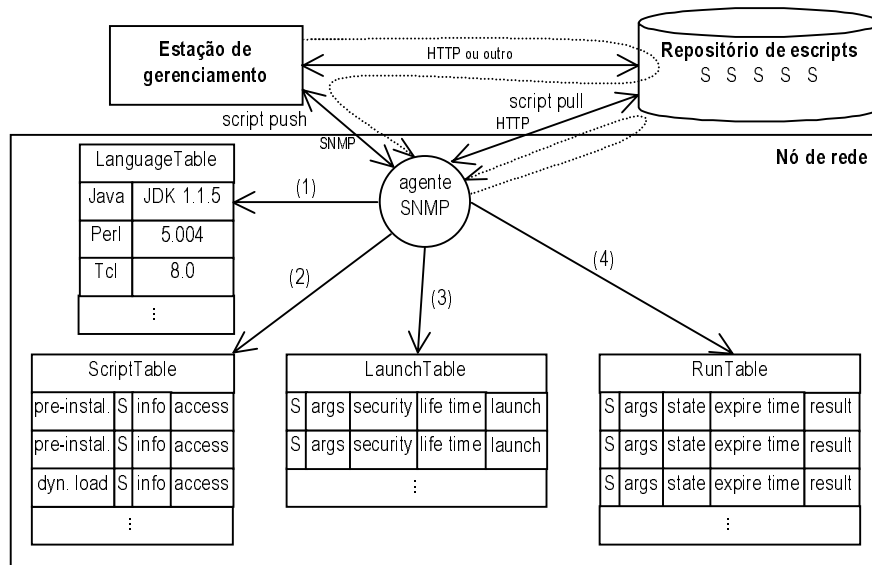 Estação de
gerenciamento
HTTP ou outro
Repositório de escripts
S S S S S
script push
SNMP
script pull
HTTP
Nó de rede
agente
SNMP
LanguageTable
Java JDK 1.1.5
Perl 5.004
Tcl 8.0
⋮
(1)
(2)
(3)
(4)
ScriptTable
pre-instal. S info access
pre-instal. S info access
dyn. load S info access
⋮
LaunchTable
S args security life time launch
S args security life time launch
⋮
RunTable
S args state expire time result
S args state expire time result
S args state expire time result
⋮